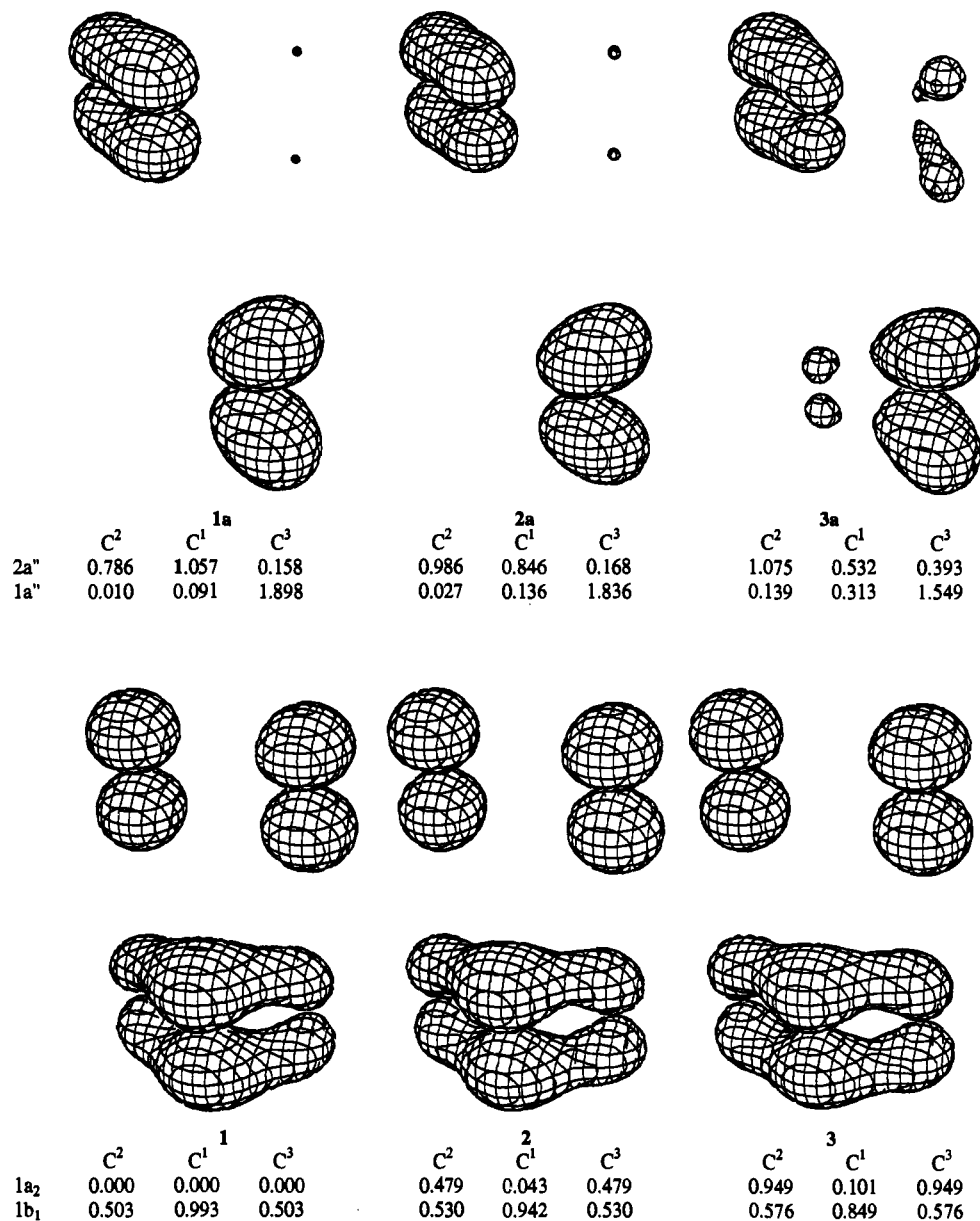 1a 2a 3a
C² C¹ C³ C² C¹ C³ C² C¹ C³
2a" 0.786 1.057 0.158 0.986 0.846 0.168 1.075 0.532 0.393
1a" 0.010 0.091 1.898 0.027 0.136 1.836 0.139 0.313 1.549
1 2 3
C² C¹ C³ C² C¹ C³ C² C¹ C³
1a₂ 0.000 0.000 0.000 0.479 0.043 0.479 0.949 0.101 0.949
1b₁ 0.503 0.993 0.503 0.530 0.942 0.530 0.576 0.849 0.576